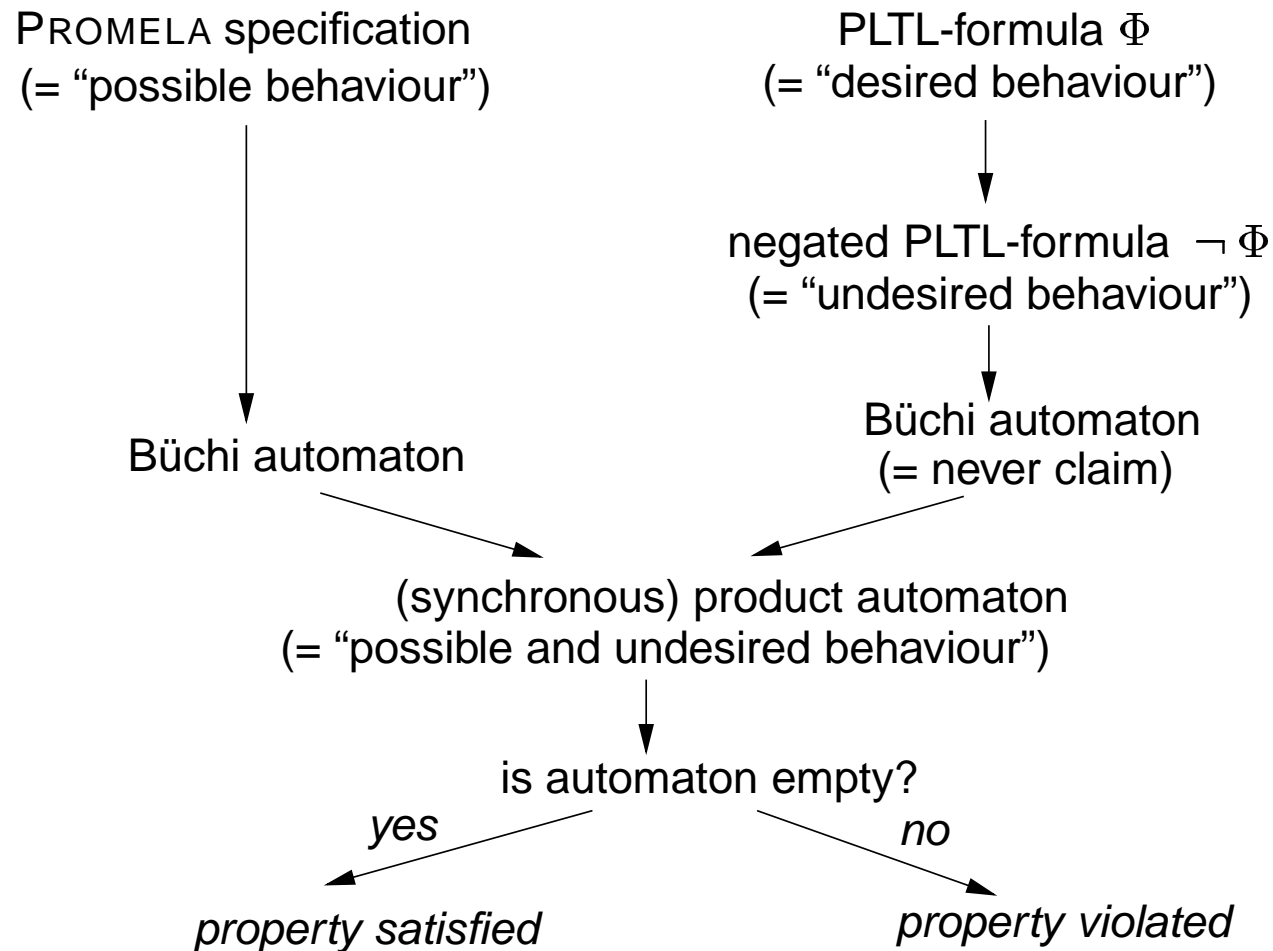 PROMELA specification
(= “possible behaviour”)
PLTL-formula Φ
(= “desired behaviour”)
negated PLTL-formula ¬ Φ
(= “undesired behaviour”)
Büchi automaton
Büchi automaton
(= never claim)
(synchronous) product automaton
(= “possible and undesired behaviour”)
is automaton empty?
yes
no
property satisfied
property violated